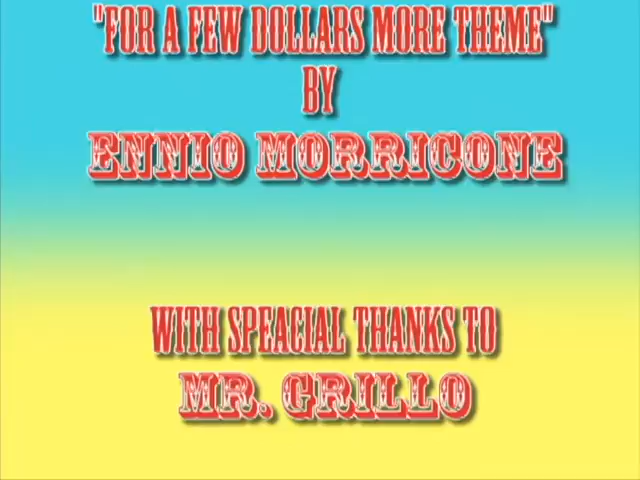 "FOR A FEW DOLLARS MORE THEME"
BY
ENNIO MORRICONE
WITH SPEACIAL THANKS TO
MR. GRILLO